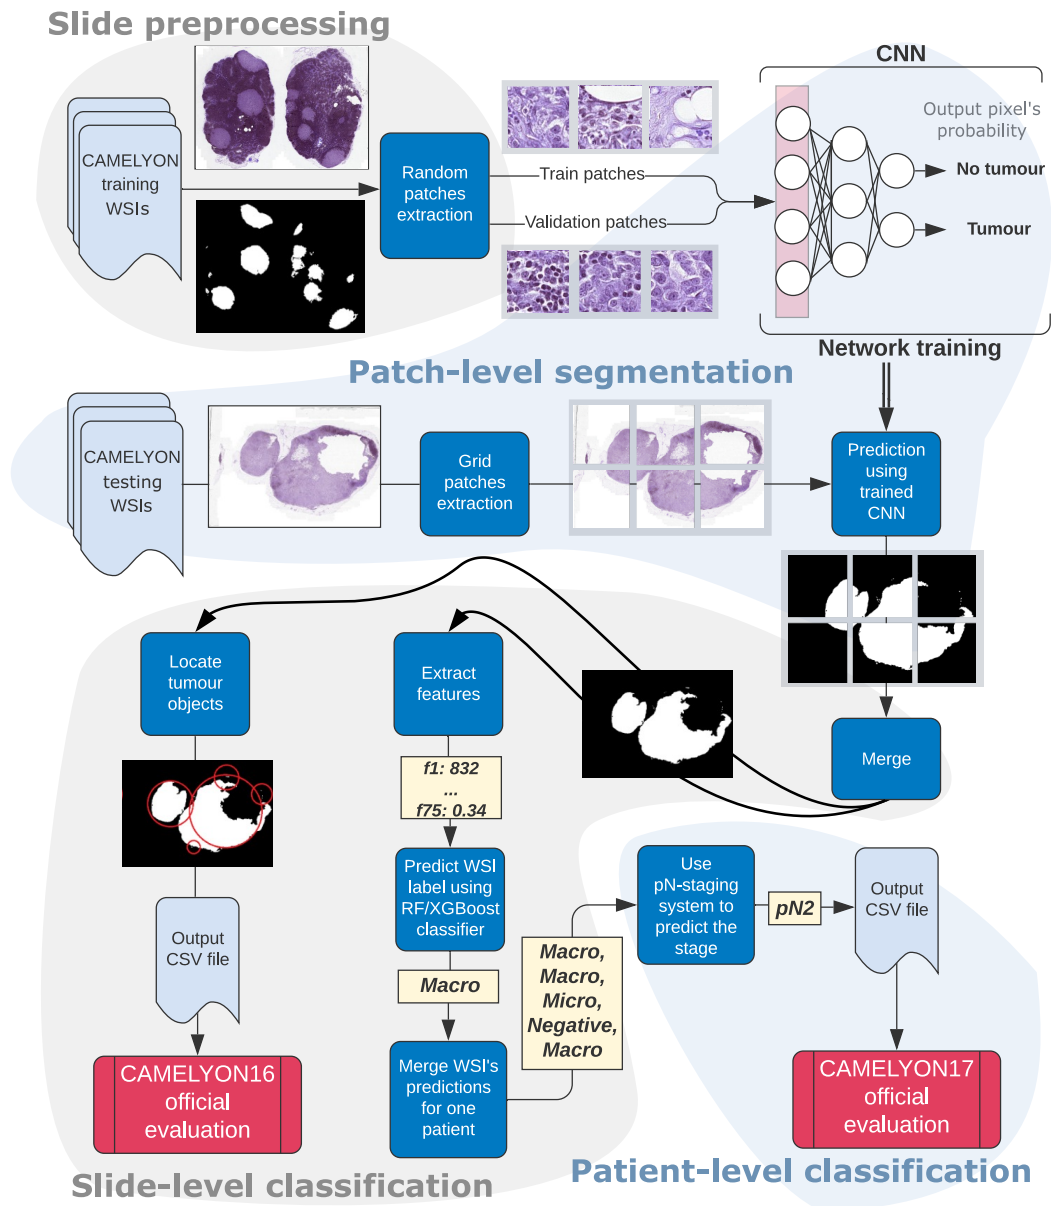 Slide preprocessing
CNN
CAMELYON
training
WSIs
Random
patches
extraction
Train patches
Validation patches
Output pixel's
probability
No tumour
Tumour
Network training
Patch-level segmentation
CAMELYON
testing
WSIs
Grid
patches
extraction
Prediction
using
trained
CNN
Locate
tumour
objects
Extract
features
Merge
f1: 832
...
f75: 0.34
Predict WSI
label using
RF/XGBoost
classifier
Use
pN-staging
system to
predict the
stage
pN2
Output
CSV file
Output
CSV file
Macro
Macro,
Macro,
Micro,
Negative,
Macro
Merge WSI's
predictions
for one
patient
CAMELYON16
official
evaluation
CAMELYON17
official
evaluation
Patient-level classification
Slide-level classification